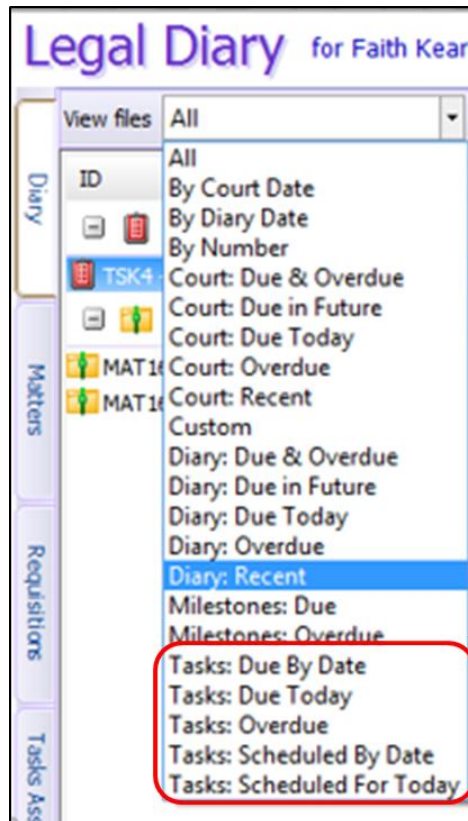 Legal Diary for Faith Kear
View files All
ID
TSK4 -
MAT16
MAT16
All
By Court Date
By Diary Date
By Number
Court: Due & Overdue
Court: Due in Future
Court: Due Today
Court: Overdue
Court: Recent
Custom
Diary: Due & Overdue
Diary: Due in Future
Diary: Due Today
Diary: Overdue
Diary: Recent
Milestones: Due
Milestones: Overdue
Tasks: Due By Date
Tasks: Due Today
Tasks: Overdue
Tasks: Scheduled By Date
Tasks: Scheduled For Today
Diary
Matters
Requisitions
Tasks Ass